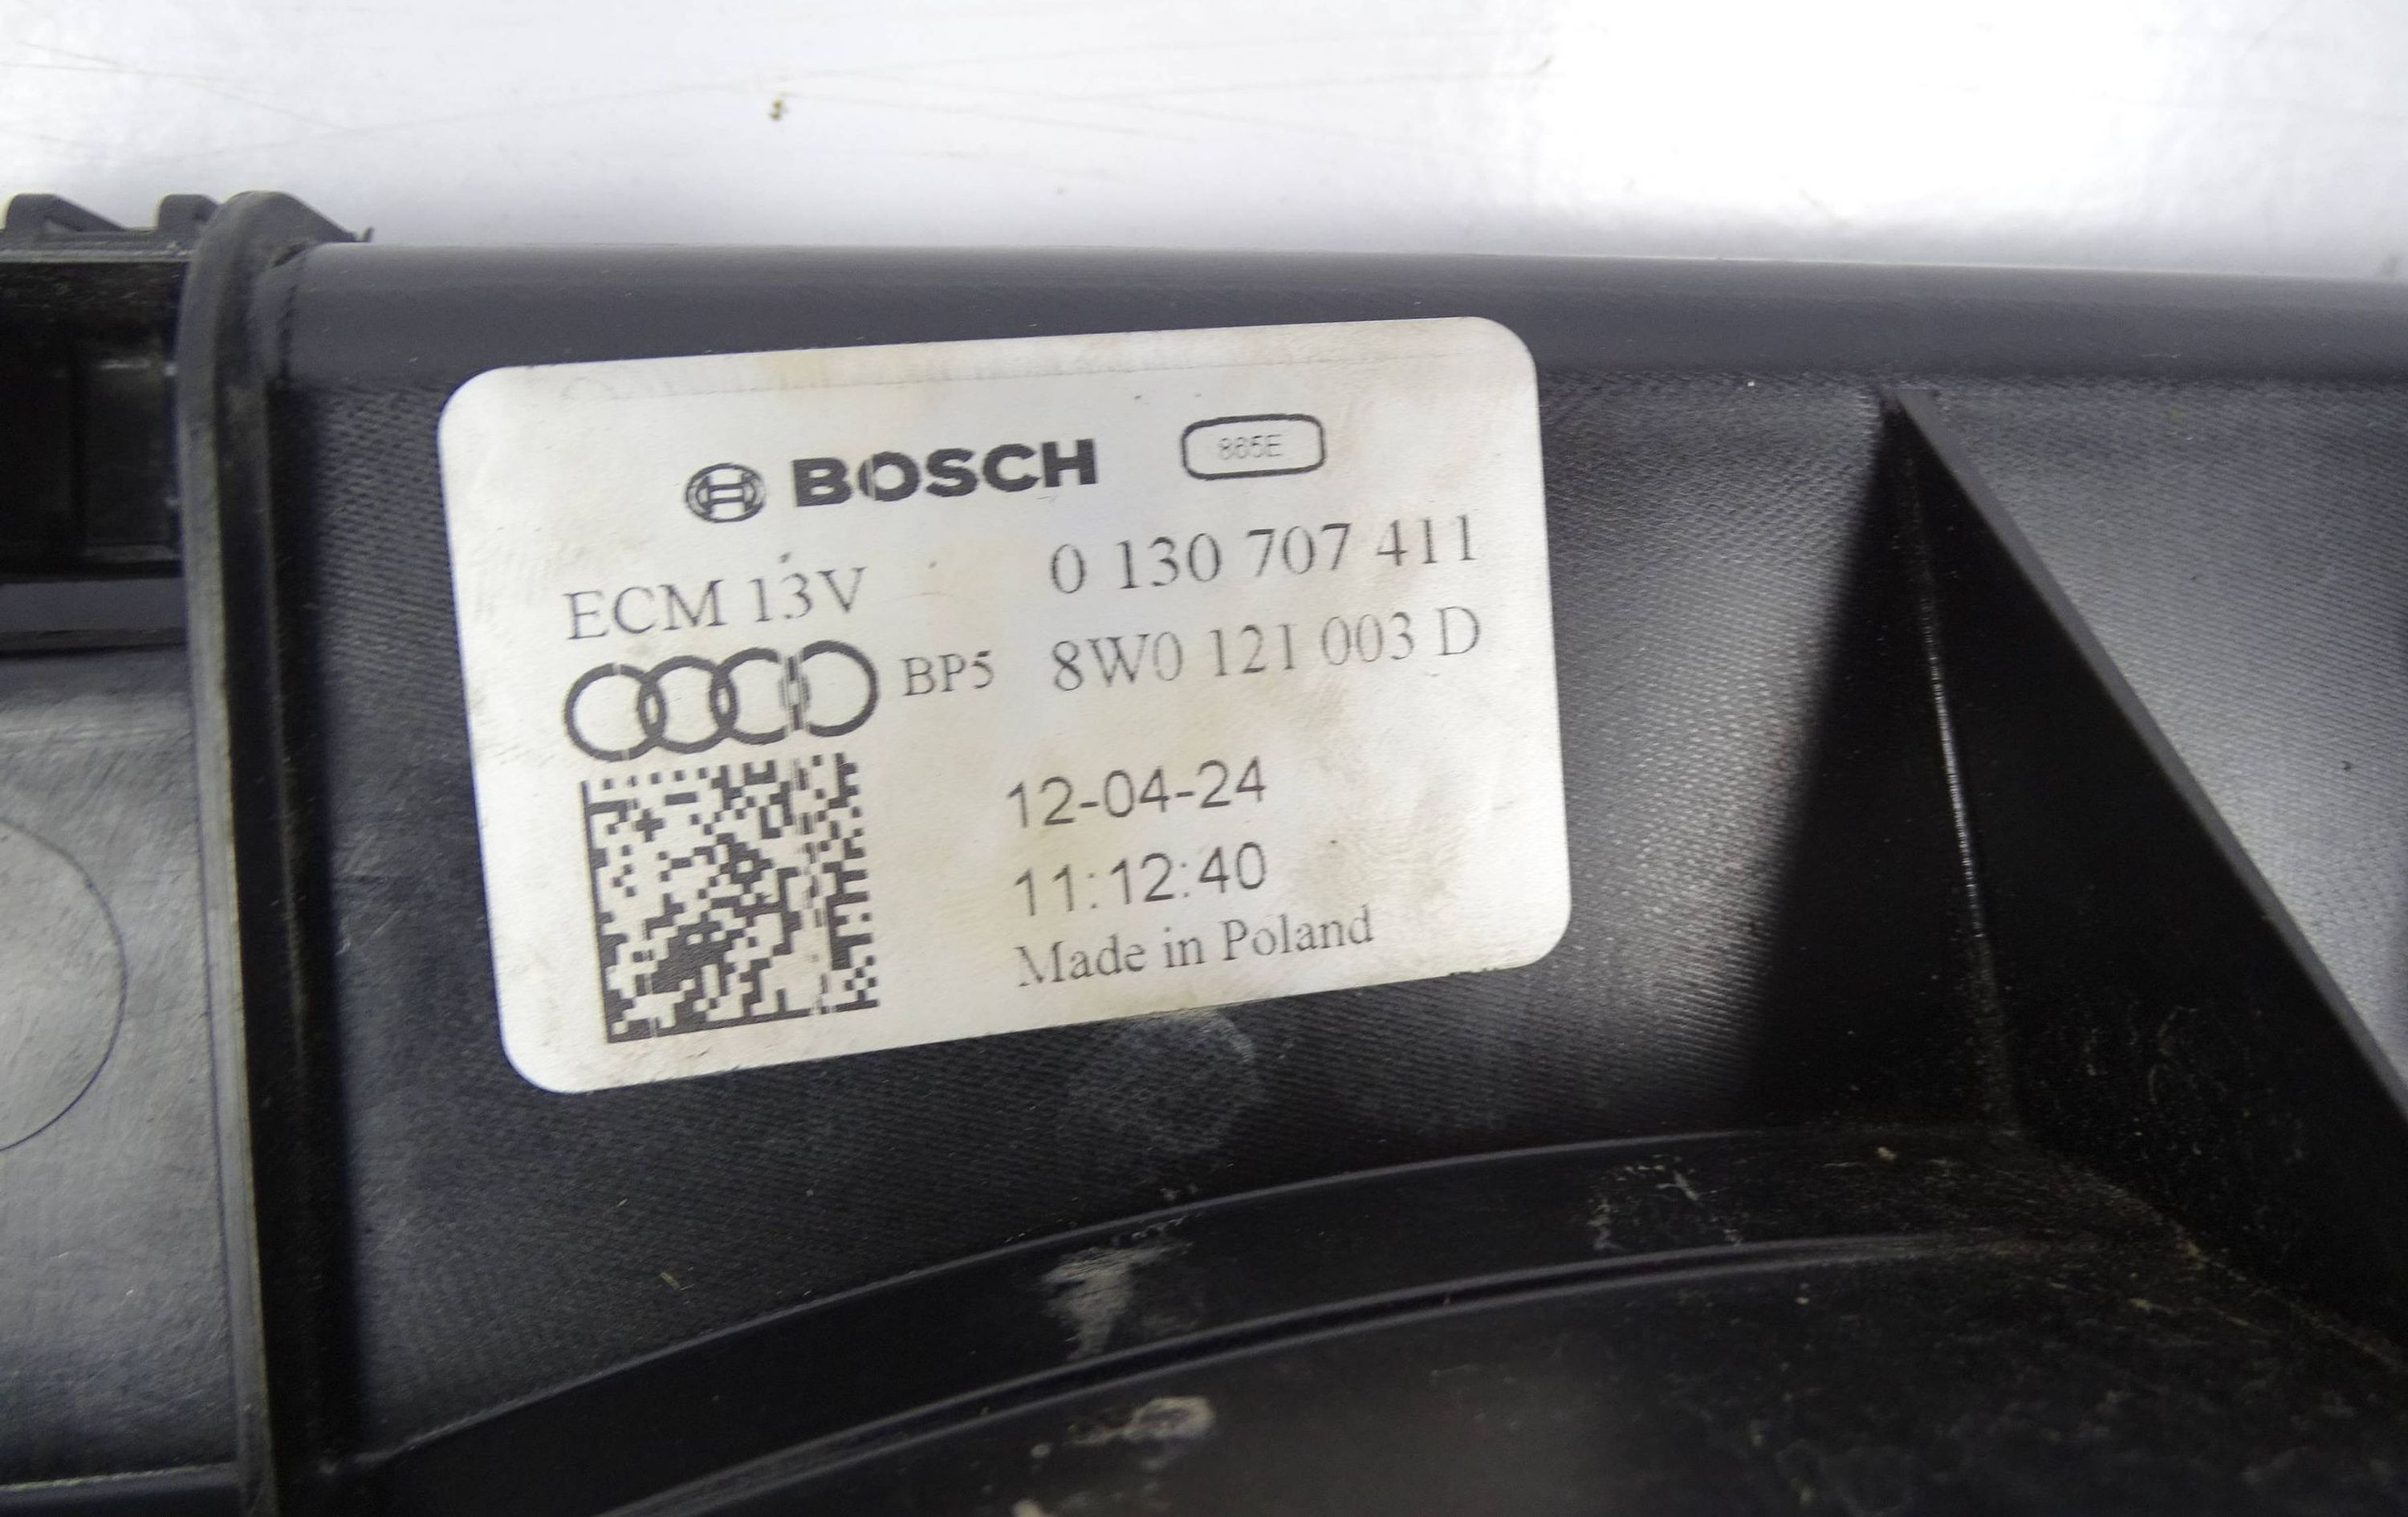 BOSCH 865E
ECM 13V 0 130 707 411
BP5 8W0 121 003 D
12-04-24
11:12:40
Made in Poland